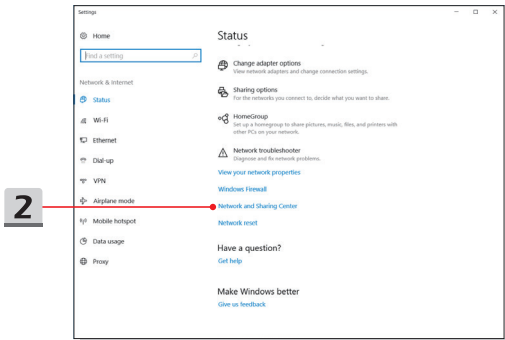 Settings
Home
Status
Find a setting
Change adapter options
View network adapters and change connection settings.
Network & Internet
Sharing options
For the networks you connect to, decide what you want to share.
Status
HomeGroup
Set up a homegroup to share pictures, music, files, and printers with
other PCs on your network.
Wi-Fi
Ethernet
Network troubleshooter
Diagnose and fix network problems.
Dial-up
View your network properties
VPN
Windows Firewall
Airplane mode
2
Network and Sharing Center
Mobile hotspot
Network reset
Data usage
Have a question?
Proxy
Get help
Make Windows better
Give us feedback